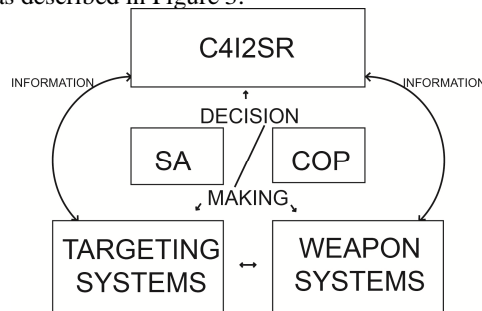 as described in Figure 3.
C4I2SR
INFORMATION
INFORMATION
DECISION
SA
COP
MAKING
TARGETING
SYSTEMS
WEAPON
SYSTEMS